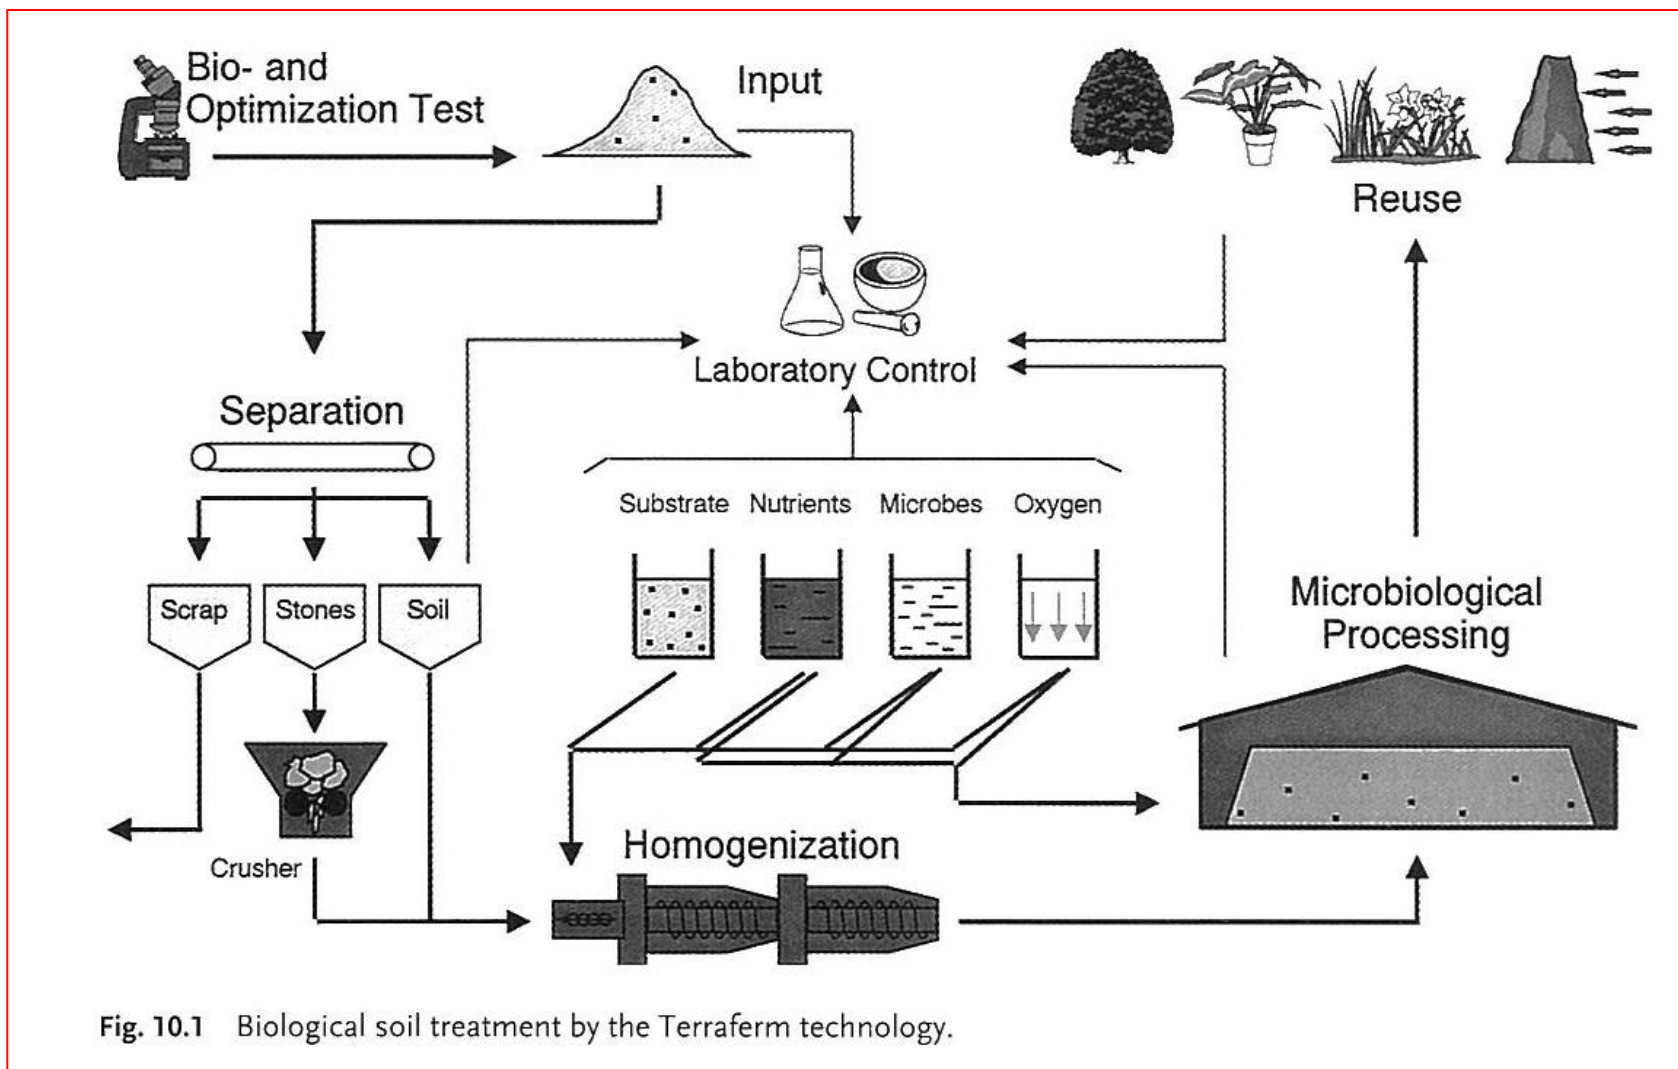 Bio- and
Optimization Test
Input
Reuse
Laboratory Control
Separation
Substrate Nutrients Microbes Oxygen
Scrap Stones Soil
Microbiological
Processing
Crusher
Homogenization
Fig. 10.1 Biological soil treatment by the Terraferm technology.